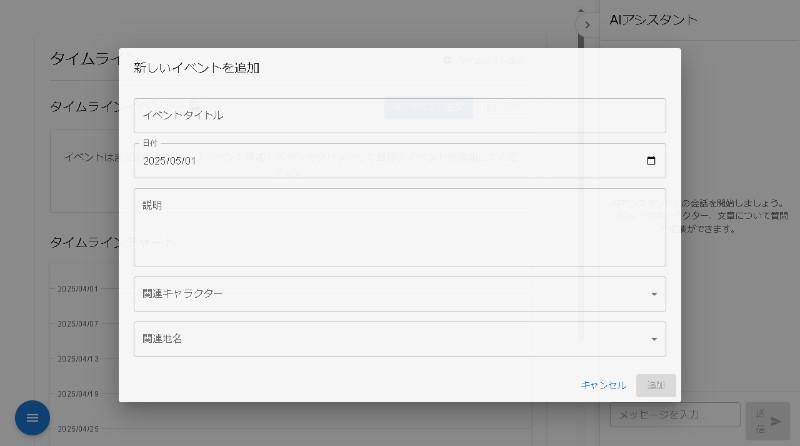 AIアシスタント
タイムライ
新しいイベントを追加
タイムライン
イベントタイトル
日付
2025/05/01
イベントは
説明
の会話を開始しましょう。
クター、文章について質問
ができます。
タイムライン
関連キャラクター
2025/04/01
2025/04/07
関連地名
2025/04/13
キャンセル
追加
2025/04/19
メッセージを入力
送信
2025/04/25